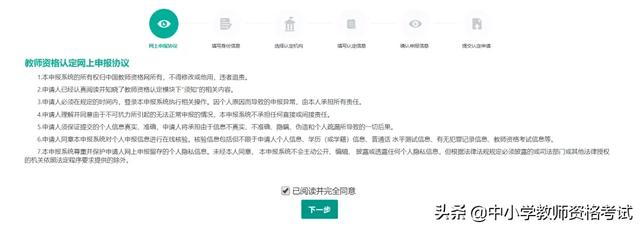 网上申报协议 填写身份信息 选择认定机构 填写认定信息 确认申报信息 提交认定申请
教师资格认定网上申报协议
1.本申报系统的所有权归中国教师资格网所有，不得修改或他用，违者追责。
2.申请人已经认真阅读并知晓了教师资格认定模块下“须知”的相关内容。
3.申请人必须在规定的时间内，登录本申报系统执行相关操作。因个人原因而导致的申报异常，由本人承担所有责任。
4.申请人理解并同意由于不可抗力所引起的无法正常申报的情况，本申报系统不承担任何直接或间接责任。
5.申请人须保证提交的个人信息真实、准确，申请人将承担由于信息不真实、不准确、隐瞒、伪造和个人疏漏所导致的一切后果。
6.申请人同意本申报系统对个人申报信息进行在线核验。核验信息包括但不限于申请人个人信息、学历（或学籍）信息、普通话 水平测试信息、有无犯罪记录信息、教师资格考试信息等。
7.本申报系统尊重并保护申请人网上申报留存的个人隐私信息。未经本人同意， 本申报系统不会主动公开、编辑、 披露或透露任何个人隐私信息，但根据法律法规规定必须披露的或司法部门或其他法律授权
的机关依照法定程序要求提供的除外。
已阅读并完全同意
下一步
头条 @中小学教师资格考试